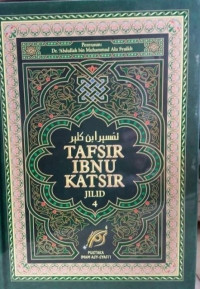 Penyusun:
Dr. 'Abdullah bin Muhammad Alu Syaikh
تفسير ابن كثير
TAFSIR
IBNU
KATSIR
JILID
4
PUSTAKA
IMAM ASY-SYAFI'I